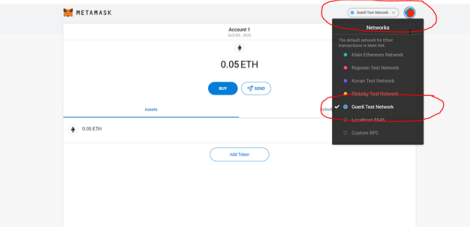 METAMASK
Goerli Test Network
Account 1
0.05 ETH
BUY
SEND
Assets
0.05 ETH
Add Token
Networks
The default network for Ether
transactions is Main Net.
Main Ethereum Network
Ropsten Test Network
Kovan Test Network
Rinkeby Test Network
Goerli Test Network
Localhost 8545
Custom RPC